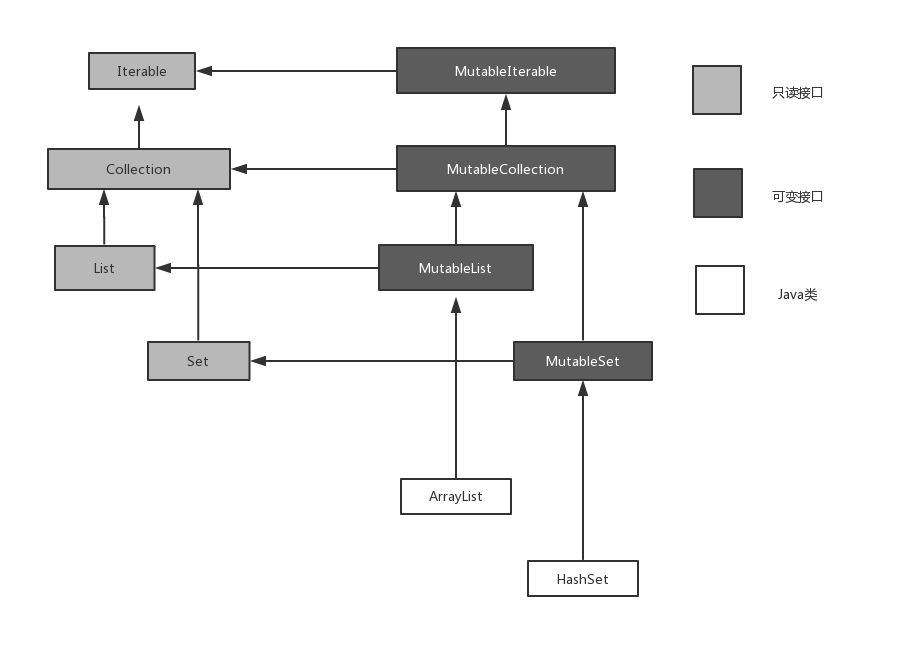 Iterable
MutableIterable
只读接口
Collection
MutableCollection
可变接口
List
MutableList
Java类
Set
MutableSet
ArrayList
HashSet